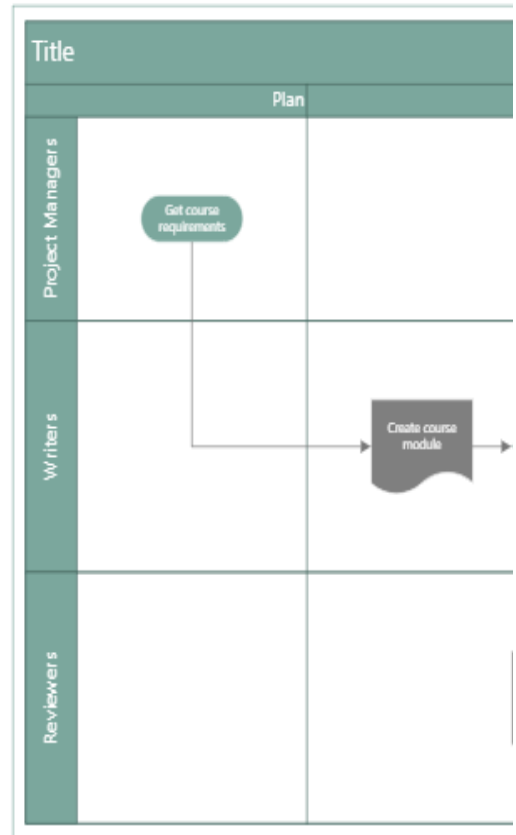 Title
Plan
Project Managers
Get course
requirements
Writers
Create course
module
Reviewers